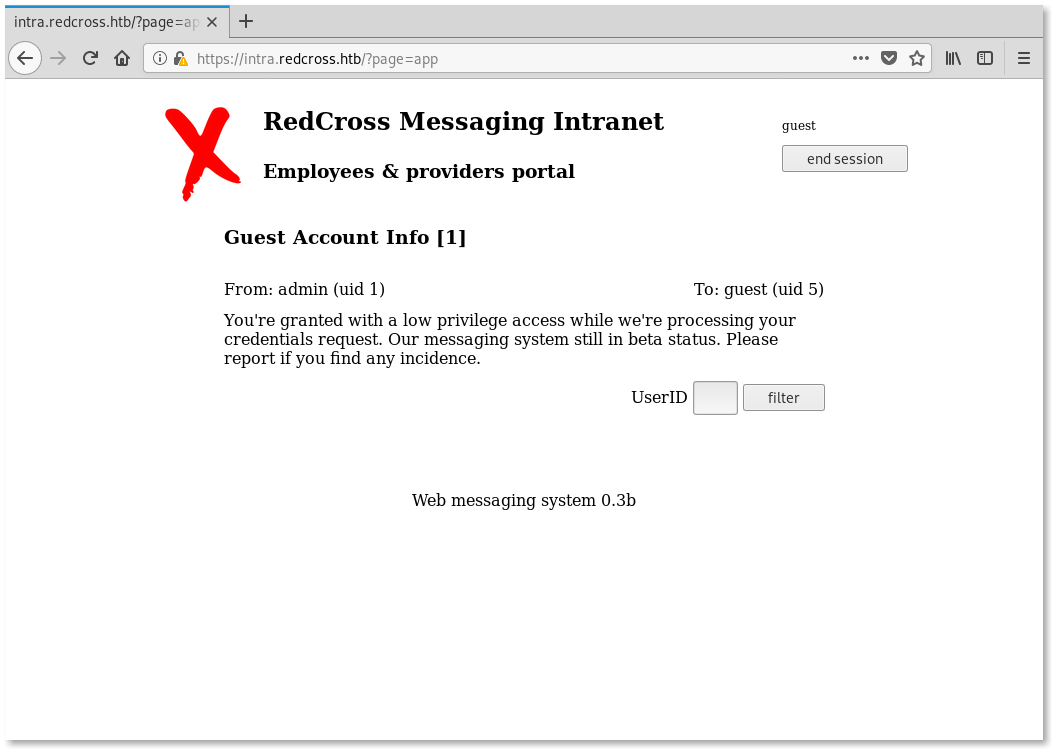 intra.redcross.htb/?page=ap
https://intra.redcross.htb/?page=app
RedCross Messaging Intranet
guest
end session
Employees & providers portal
Guest Account Info [1]
From: admin (uid 1) To: guest (uid 5)
You're granted with a low privilege access while we're processing your
credentials request. Our messaging system still in beta status. Please
report if you find any incidence.
UserID filter
Web messaging system 0.3b